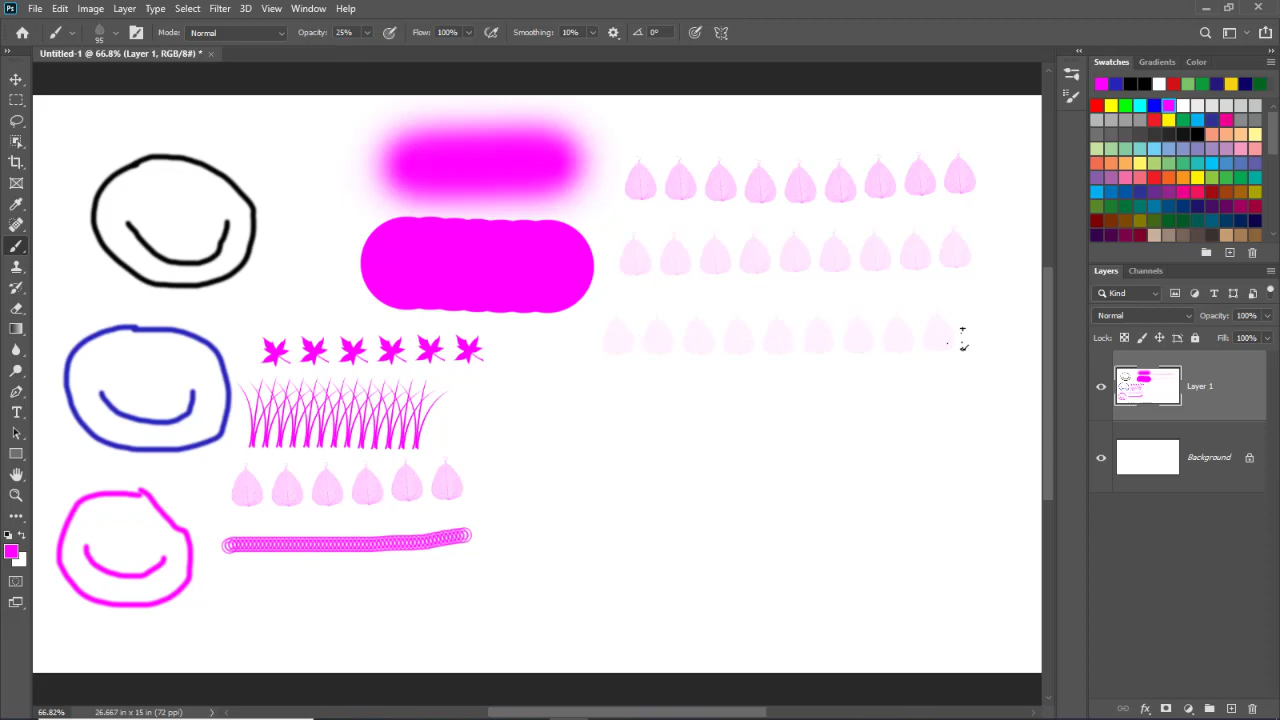 Ps File Edit Image Layer Type Select Filter 3D View Window Help
95 Mode: Normal Opacity: 25% Flow: 100% Smoothing: 10% 0°
Untitled-1 @ 66.8% (Layer 1, RGB/8#) *
Swatches Gradients Color
Layers Channels
Kind
Normal Opacity: 100%
Lock: Fill: 100%
Layer 1
Background
66.82% 26.667 in x 15 in (72 ppi)